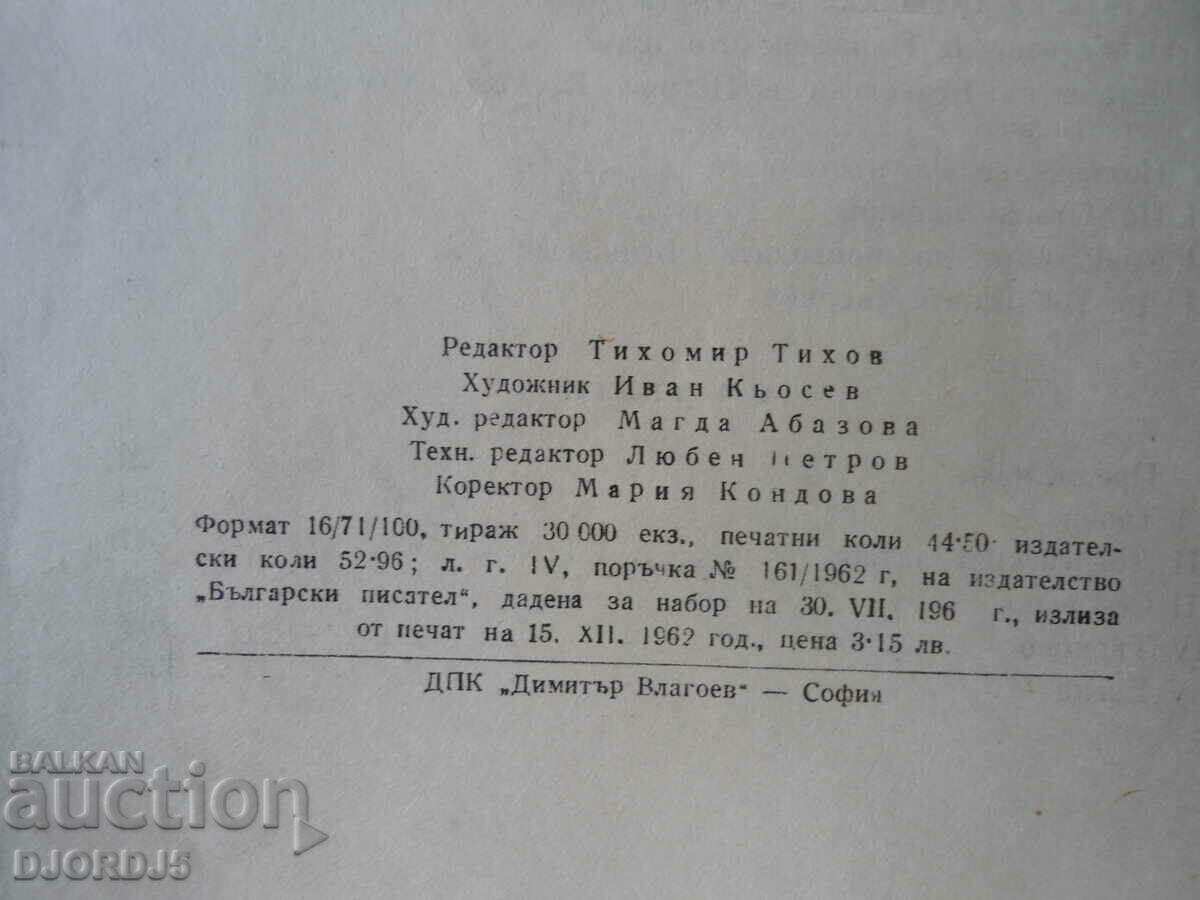 Редактор Тихомир Тихов
Художник Иван Кьосев
Худ. редактор Магда Абазова
Техн. редактор Любен Петров
Коректор Мария Кондова
Формат 16/71/100, тираж 30 000 екз., печатни коли 44·50 издател-
ски коли 52·96; л. г. IV, поръчка № 161/1962 г, на издателство
„Български писател“, дадена за набор на 30. VII. 196 г., излиза
от печат на 15. XII. 1962 год., цена 3·15 лв.
ДПК „Димитър Влагоев“ — София
BALKAN
auction
DJORDJ5